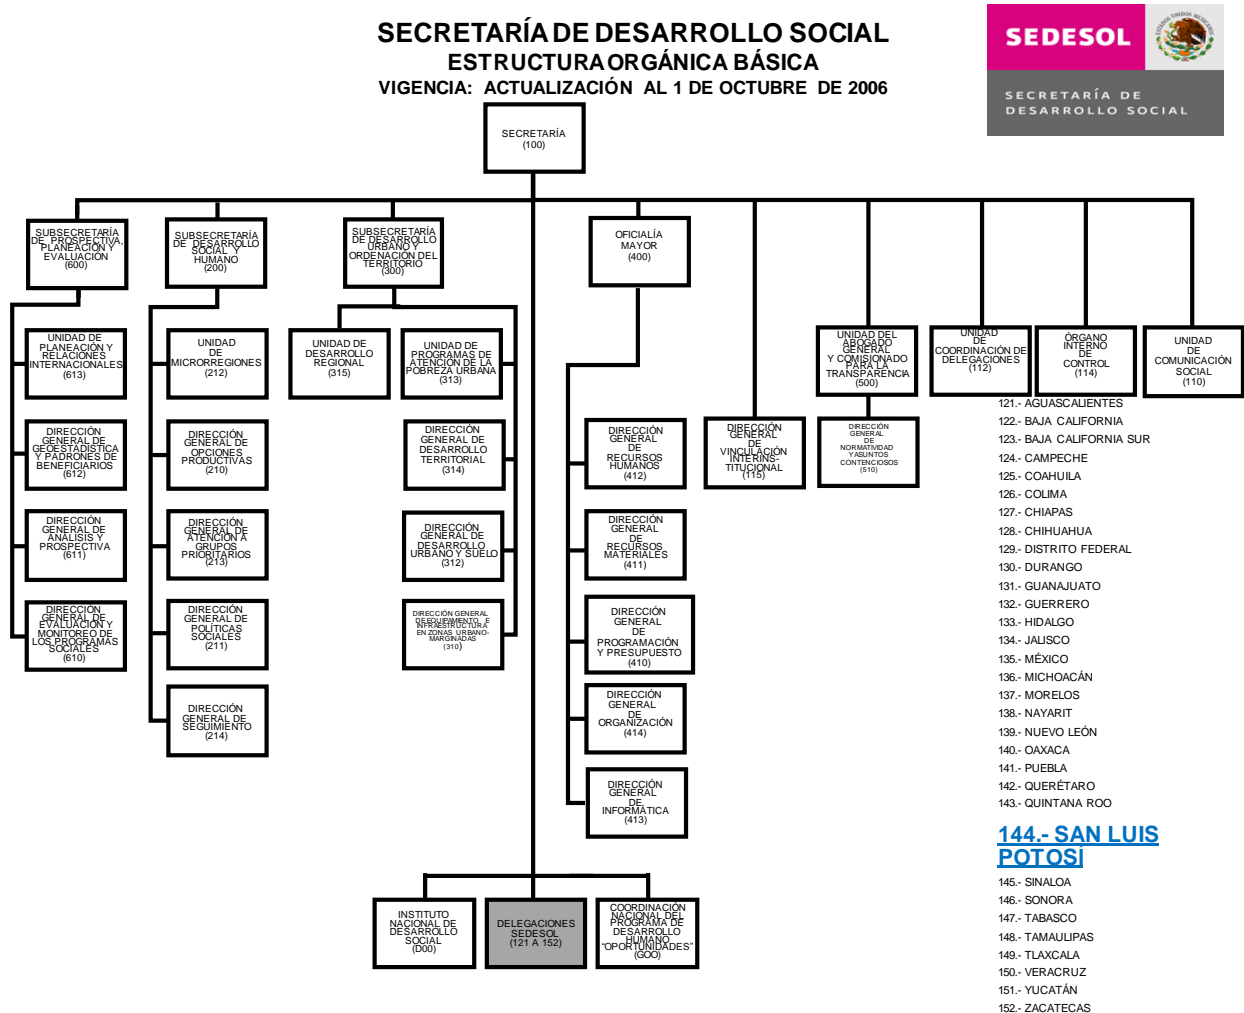 SECRETARÍA DE DESARROLLO SOCIAL
ESTRUCTURA ORGÁNICA BÁSICA
VIGENCIA: ACTUALIZACIÓN AL 1 DE OCTUBRE DE 2006
SEDESOL
ESTADOS UNIDOS MEXICANOS
SECRETARÍA DE
DESARROLLO SOCIAL
SECRETARÍA
(100)
SUBSECRETARÍA
DE PROSPECTIVA,
PLANEACIÓN Y
EVALUACIÓN
(600)
SUBSECRETARÍA
DE DESARROLLO
SOCIAL Y
HUMANO
(200)
SUBSECRETARÍA
DE DESARROLLO
URBANO Y
ORDENACIÓN DEL
TERRITORIO
(300)
OFICIALÍA
MAYOR
(400)
UNIDAD DE
PLANEACIÓN Y
RELACIONES
INTERNACIONALES
(613)
UNIDAD
DE
MICRORREGIONES
(212)
UNIDAD DE
DESARROLLO
REGIONAL
(315)
UNIDAD DE
PROGRAMAS DE
ATENCIÓN DE LA
POBREZA URBANA
(313)
UNIDAD DEL
ABOGADO
GENERAL
Y COMISIONADO
PARA LA
TRANSPARENCIA
(500)
UNIDAD
DE
COORDINACIÓN DE
DELEGACIONES
(112)
ÓRGANO
INTERNO
DE
CONTROL
(114)
UNIDAD
DE
COMUNICACIÓN
SOCIAL
(110)
DIRECCIÓN
GENERAL DE
GEOESTADÍSTICA
Y PADRONES DE
BENEFICIARIOS
(612)
DIRECCIÓN
GENERAL DE
OPCIONES
PRODUCTIVAS
(210)
DIRECCIÓN
GENERAL DE
DESARROLLO
TERRITORIAL
(314)
DIRECCIÓN
GENERAL
DE
RECURSOS
HUMANOS
(412)
DIRECCIÓN
GENERAL
DE
VINCULACIÓN
INTERINS-
TITUCIONAL
(115)
DIRECCIÓN
GENERAL
DE
NORMATIVIDAD
Y ASUNTOS
CONTENCIOSOS
(510)
DIRECCIÓN
GENERAL DE
ANÁLISIS Y
PROSPECTIVA
(611)
DIRECCIÓN
GENERAL DE
ATENCIÓN A
GRUPOS
PRIORITARIOS
(213)
DIRECCIÓN
GENERAL DE
DESARROLLO
URBANO Y SUELO
(312)
DIRECCIÓN
GENERAL
DE
RECURSOS
MATERIALES
(411)
DIRECCIÓN
GENERAL DE
EVALUACIÓN Y
MONITOREO DE
LOS PROGRAMAS
SOCIALES
(610)
DIRECCIÓN
GENERAL DE
POLÍTICAS
SOCIALES
(211)
DIRECCIÓN GENERAL
DE EQUIPAMIENTO E
INFRAESTRUCTURA
EN ZONAS URBANO-
MARGINADAS
(310)
DIRECCIÓN
GENERAL
DE
PROGRAMACIÓN
Y PRESUPUESTO
(410)
DIRECCIÓN
GENERAL DE
SEGUIMIENTO
(214)
DIRECCIÓN
GENERAL
DE
ORGANIZACIÓN
(414)
DIRECCIÓN
GENERAL
DE
INFORMÁTICA
(413)
INSTITUTO
NACIONAL DE
DESARROLLO
SOCIAL
(D00)
DELEGACIONES
SEDESOL
(121 A 152)
COORDINACIÓN
NACIONAL DEL
PROGRAMA DE
DESARROLLO
HUMANO
"OPORTUNIDADES"
(GOO)
121.- AGUASCALIENTES
122.- BAJA CALIFORNIA
123.- BAJA CALIFORNIA SUR
124.- CAMPECHE
125.- COAHUILA
126.- COLIMA
127.- CHIAPAS
128.- CHIHUAHUA
129.- DISTRITO FEDERAL
130.- DURANGO
131.- GUANAJUATO
132.- GUERRERO
133.- HIDALGO
134.- JALISCO
135.- MÉXICO
136.- MICHOACÁN
137.- MORELOS
138.- NAYARIT
139.- NUEVO LEÓN
140.- OAXACA
141.- PUEBLA
142.- QUERÉTARO
143.- QUINTANA ROO
144.- SAN LUIS
POTOSÍ
145.- SINALOA
146.- SONORA
147.- TABASCO
148.- TAMAULIPAS
149.- TLAXCALA
150.- VERACRUZ
151.- YUCATÁN
152.- ZACATECAS